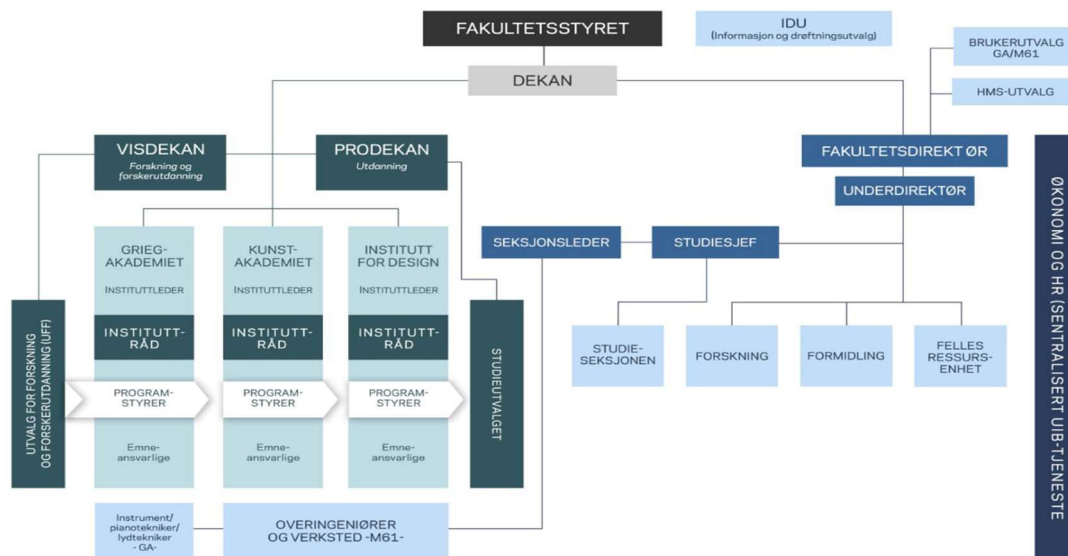 FAKULTETSSTYRET
IDU
(Informasjon og drøftningsutvalg)
BRUKERUTVALG
GA/M61
DEKAN
HMS-UTVALG
VISDEKAN
Forskning og
forskerutdanning
PRODEKAN
Utdanning
FAKULTETSDIREKT ØR
UNDERDIREKTØR
SEKSJONSLEDER
STUDIESJEF
GRIEG-
AKADEMIET
INSTITUTTLEDER
INSTITUTT-
RÅD
PROGRAM-
STYRER
Emne-
ansvarlige
KUNST-
AKADEMIET
INSTITUTTLEDER
INSTITUTT-
RÅD
PROGRAM-
STYRER
Emne-
ansvarlige
INSTITUTT
FOR DESIGN
INSTITUTTLEDER
INSTITUTT-
RÅD
PROGRAM-
STYRER
Emne-
ansvarlige
UTVALG FOR FORSKNING
OG FORSKERUTDANNING (UFF)
STUDIEUTVALGET
STUDIE-
SEKSJONEN
FORSKNING
FORMIDLING
FELLES
RESSURS-
ENHET
Instrument/
pianotekniker/
lydtekniker
- GA-
OVERINGENIØRER
OG VERKSTED -M61-
ØKONOMI OG HR (SENTRALISERT UIB-TJENESTE